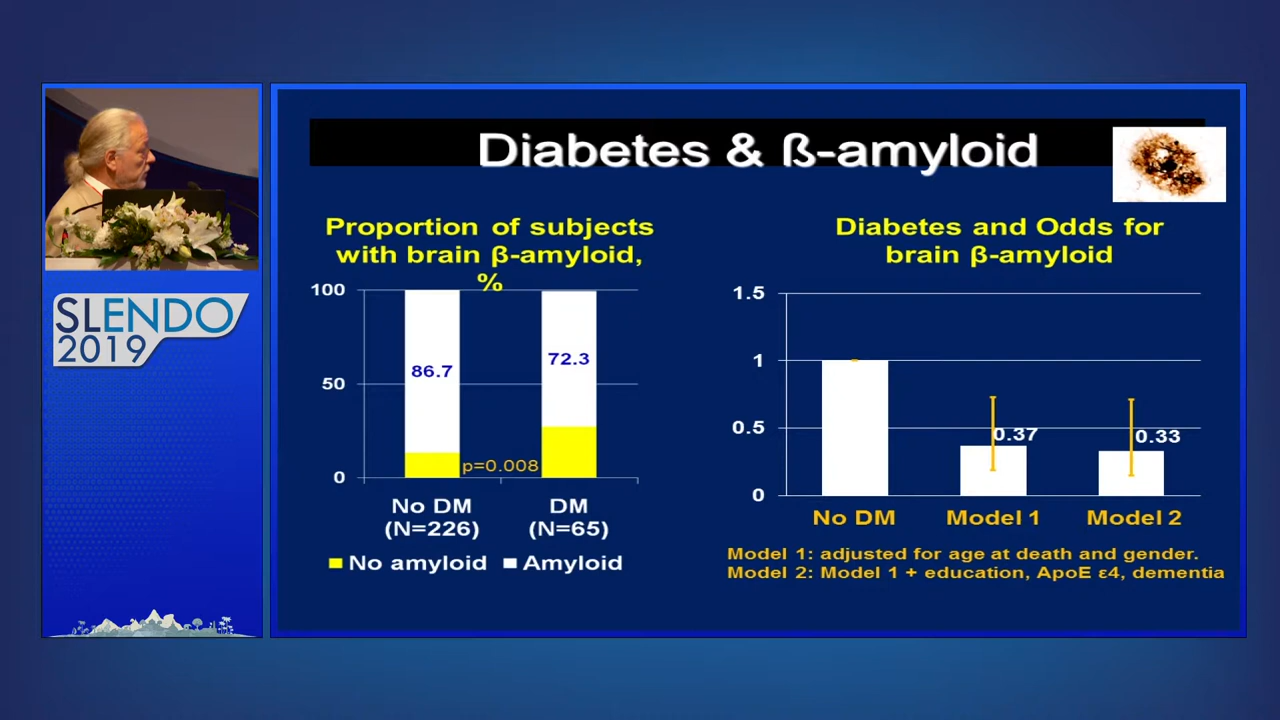 Diabetes & ß-amyloid
Proportion of subjects
with brain β-amyloid,
%
100
50
0
86.7
72.3
p=0.008
No DM
(N=226)
DM
(N=65)
No amyloid
Amyloid
Diabetes and Odds for
brain β-amyloid
1.5
1
0.5
0
0.37
0.33
No DM
Model 1
Model 2
Model 1: adjusted for age at death and gender.
Model 2: Model 1 + education, ApoE ε4, dementia
SLENDO
2019